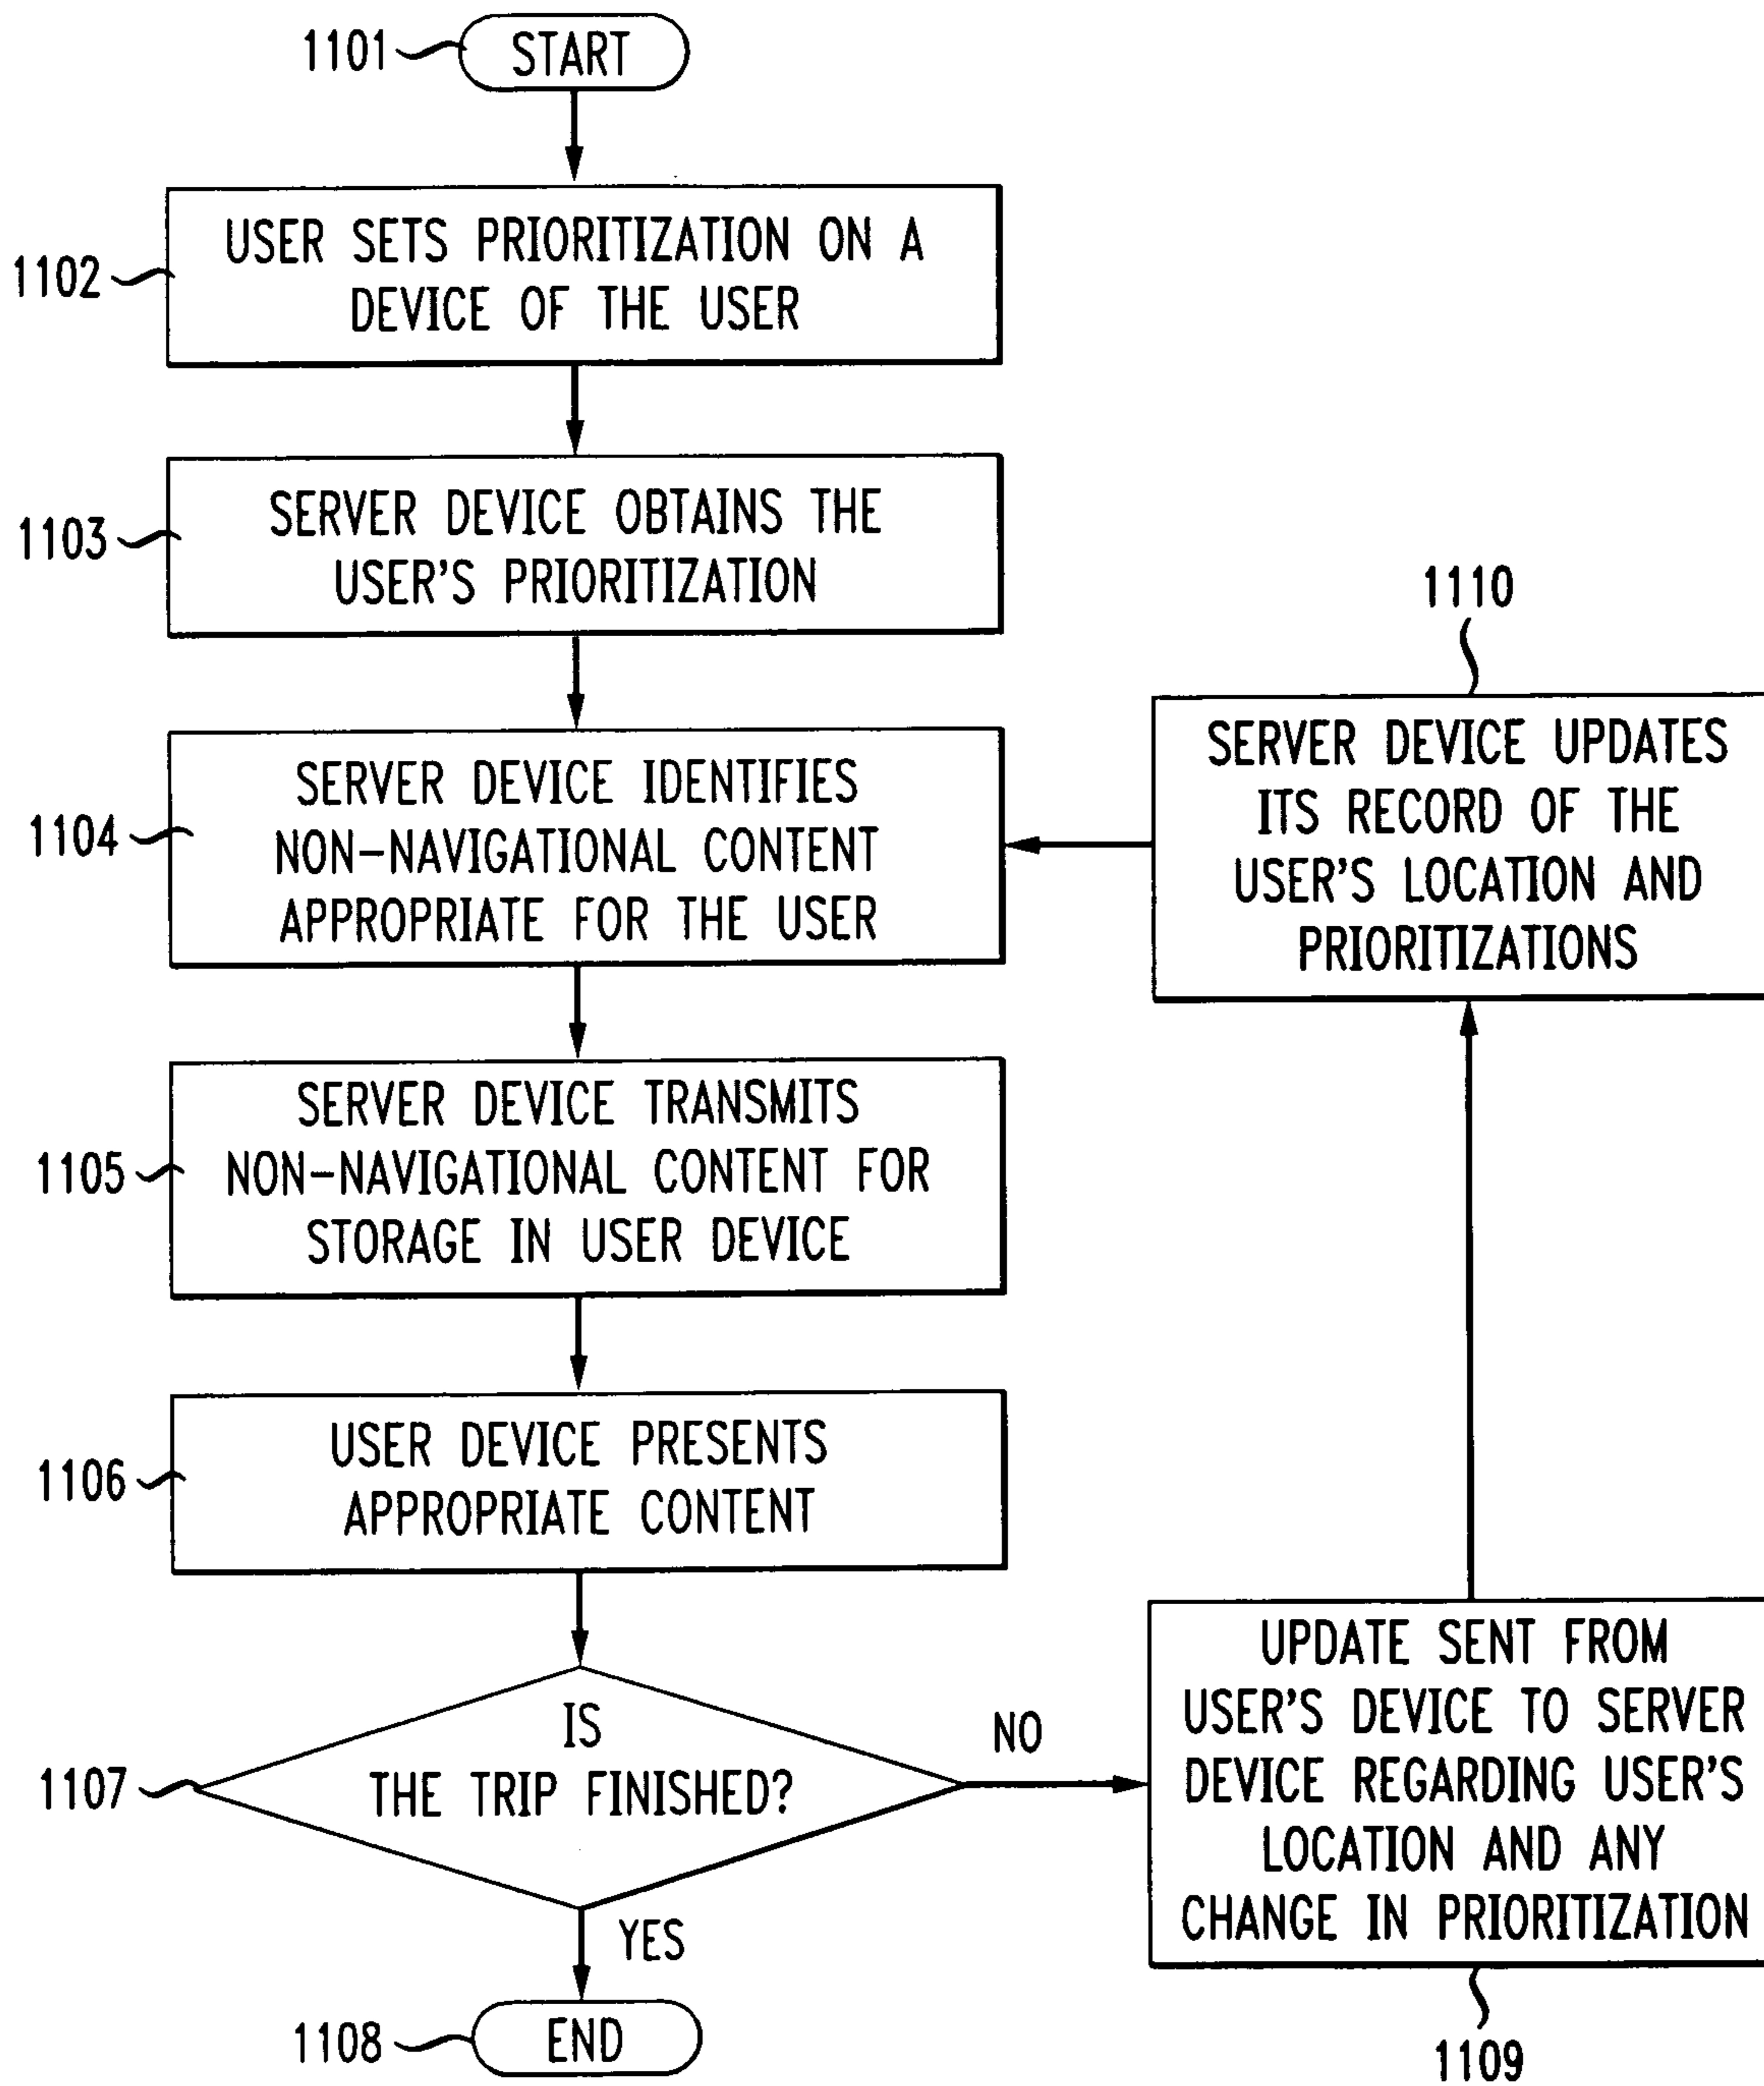 1101
START
1102
USER SETS PRIORITIZATION ON A
DEVICE OF THE USER
1103
SERVER DEVICE OBTAINS THE
USER'S PRIORITIZATION
1104
SERVER DEVICE IDENTIFIES
NON-NAVIGATIONAL CONTENT
APPROPRIATE FOR THE USER
1105
SERVER DEVICE TRANSMITS
NON-NAVIGATIONAL CONTENT FOR
STORAGE IN USER DEVICE
1106
USER DEVICE PRESENTS
APPROPRIATE CONTENT
1107
IS
THE TRIP FINISHED?
NO
YES
1108
END
UPDATE SENT FROM
USER'S DEVICE TO SERVER
DEVICE REGARDING USER'S
LOCATION AND ANY
CHANGE IN PRIORITIZATION
1109
1110
SERVER DEVICE UPDATES
ITS RECORD OF THE
USER'S LOCATION AND
PRIORITIZATIONS